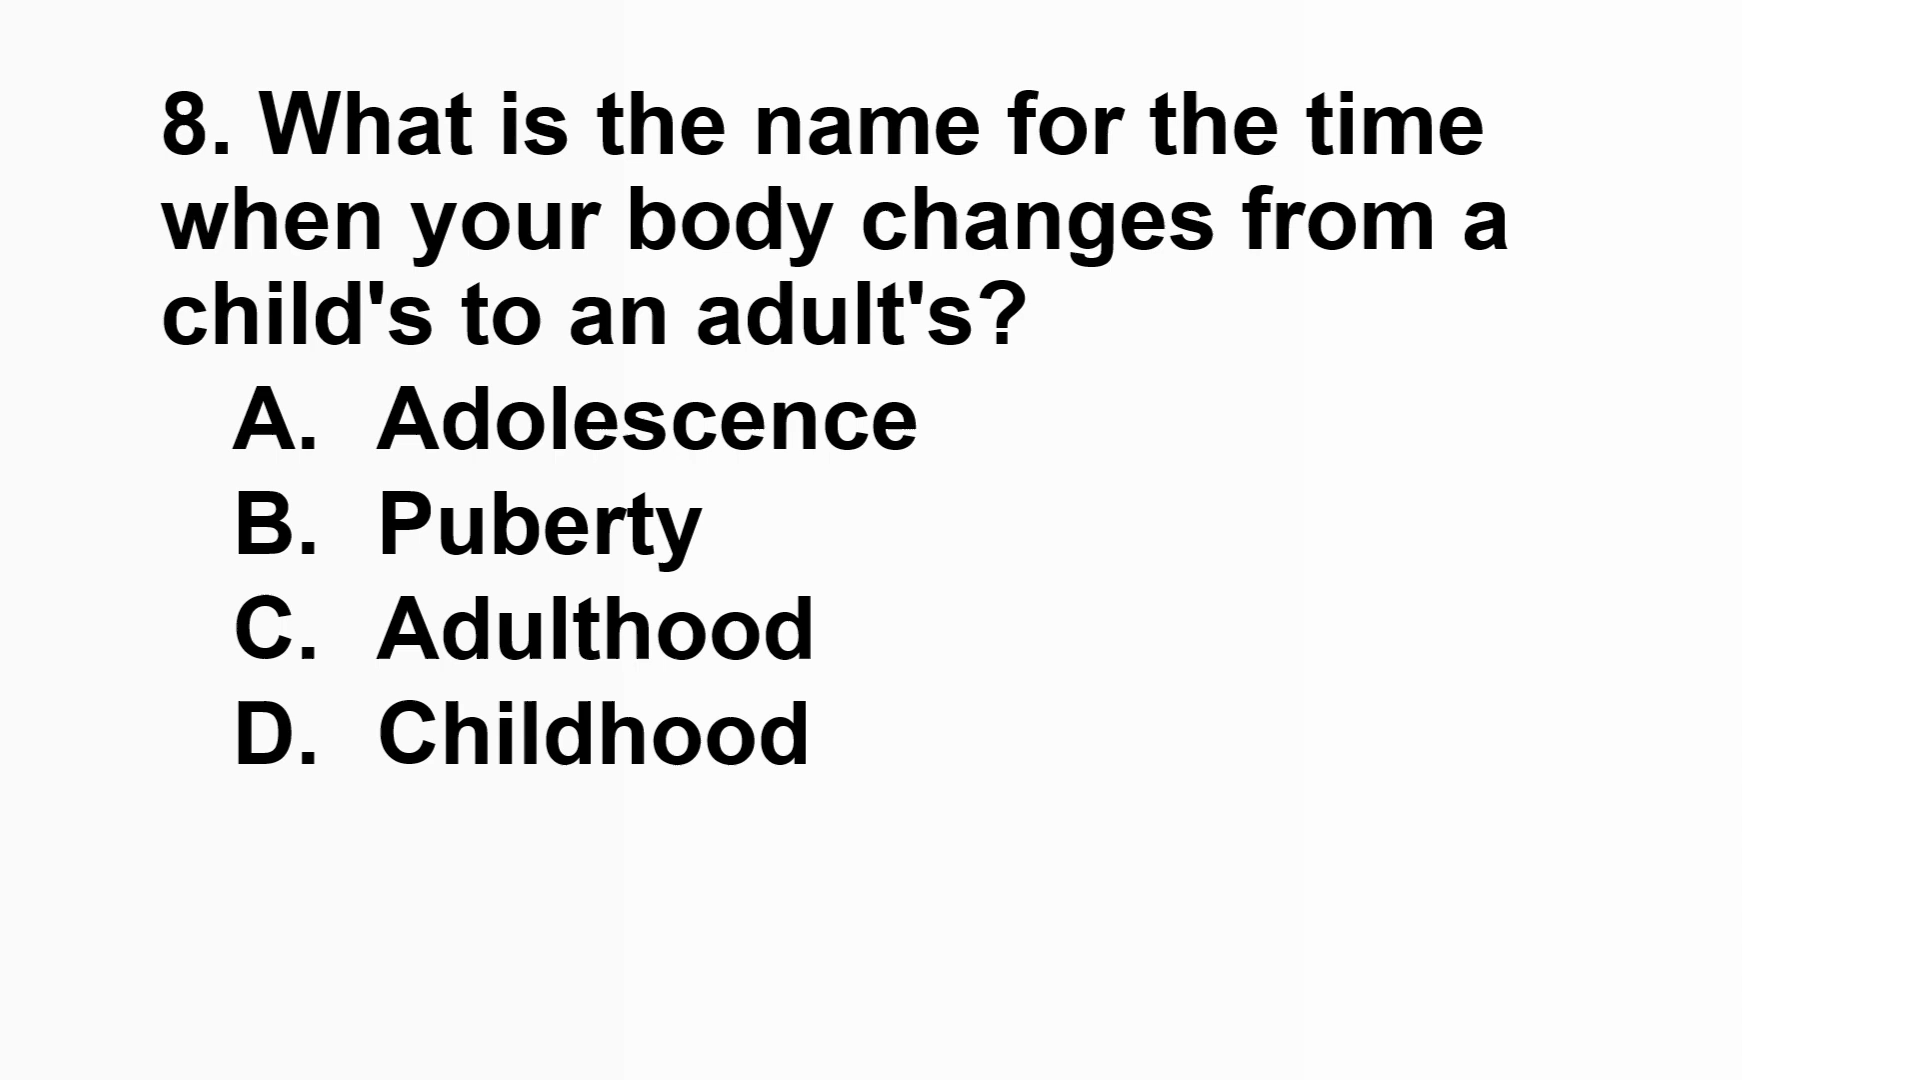 8. What is the name for the time
when your body changes from a
child's to an adult's?
A. Adolescence
B. Puberty
C. Adulthood
D. Childhood